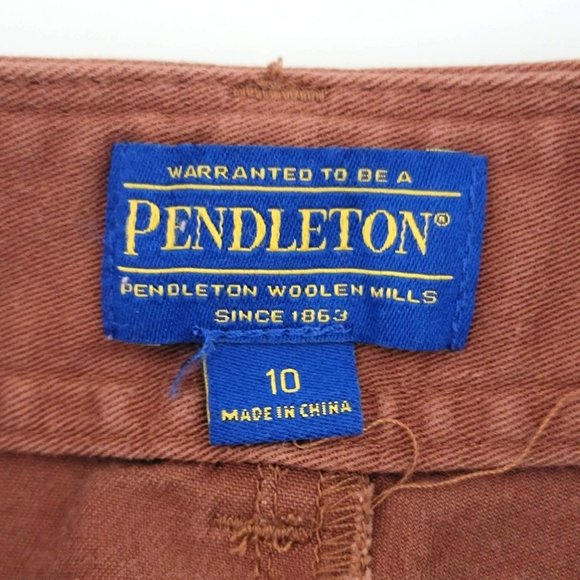 WARRANTED TO BE A
PENDLETON®
PENDLETON WOOLEN MILLS
SINCE 1863
10
MADE IN CHINA